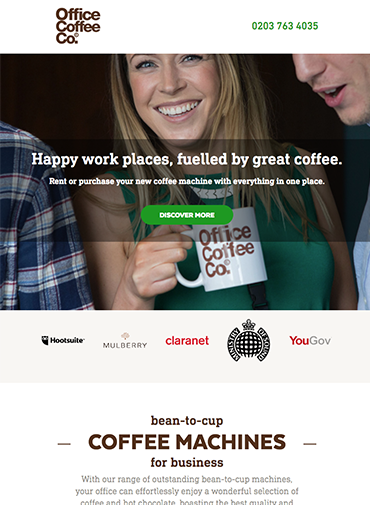 Office
Coffee
Co.
0203 763 4035
Happy work places, fuelled by great coffee.
Rent or purchase your new coffee machine with everything in one place.
DISCOVER MORE
Office
Coffee
Co.
Hootsuite
MULBERRY
claranet
MINISTRY OF SOUND
YouGov
bean-to-cup
— COFFEE MACHINES —
for business
With our range of outstanding bean-to-cup machines,
your office can effortlessly enjoy a wonderful selection of
coffee and hot chocolate, boasting the best quality and